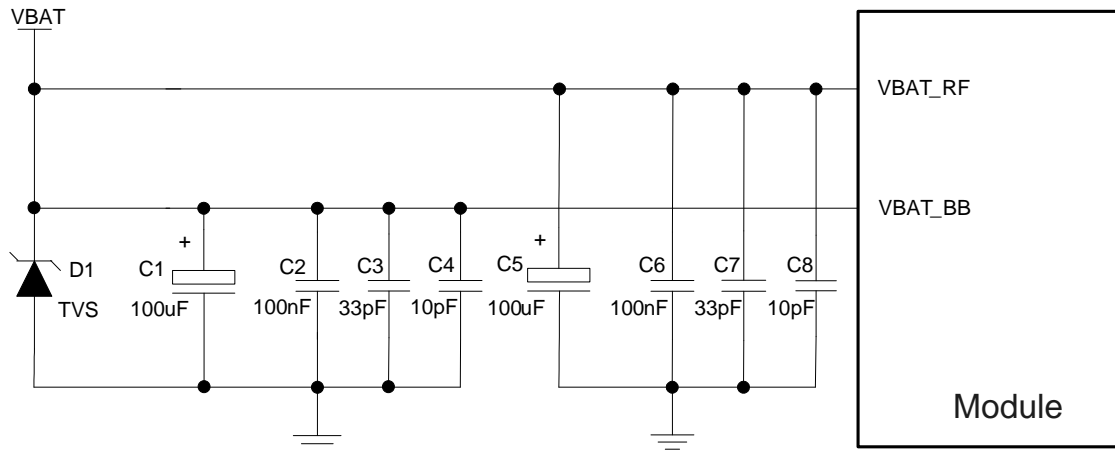 VBAT
VBAT_RF
VBAT_BB
+
+
D1
TVS
C1
100uF
C2
100nF
C3
33pF
C4
10pF
C5
100uF
C6
100nF
C7
33pF
C8
10pF
Module